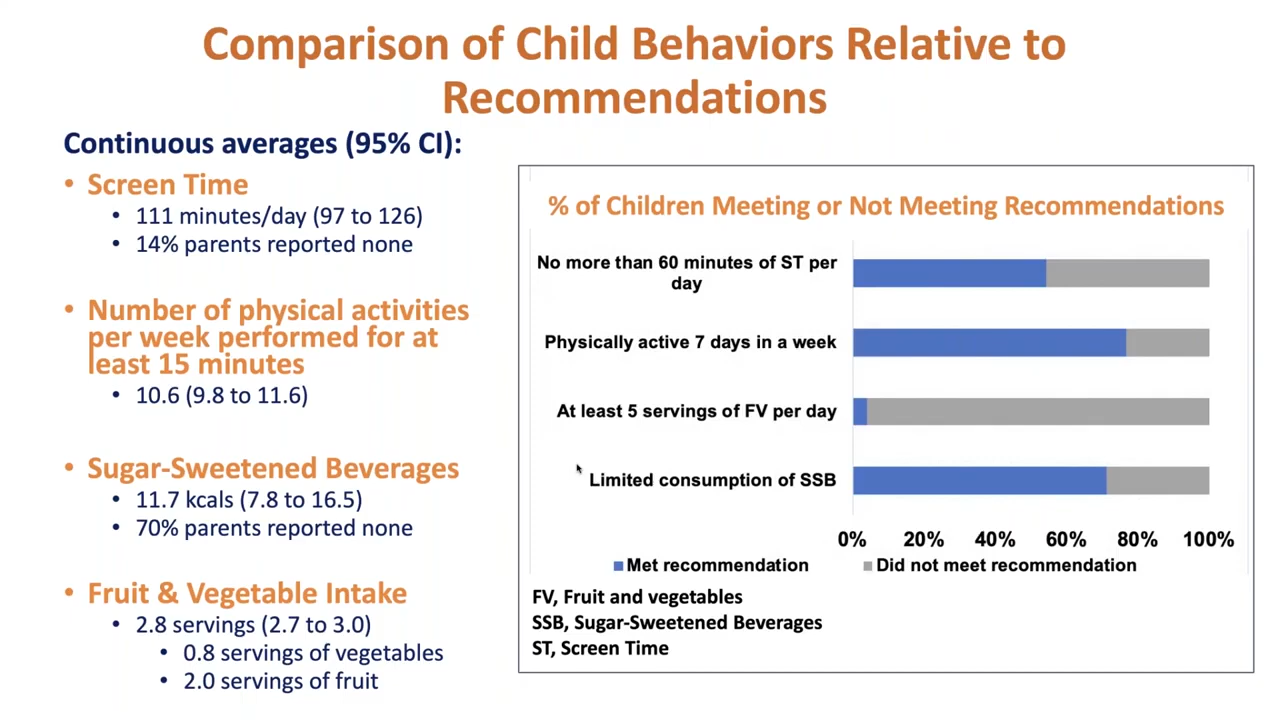 Comparison of Child Behaviors Relative to
Recommendations
Continuous averages (95% CI):
• Screen Time
• 111 minutes/day (97 to 126)
• 14% parents reported none
• Number of physical activities
per week performed for at
least 15 minutes
• 10.6 (9.8 to 11.6)
• Sugar-Sweetened Beverages
• 11.7 kcals (7.8 to 16.5)
• 70% parents reported none
• Fruit & Vegetable Intake
• 2.8 servings (2.7 to 3.0)
• 0.8 servings of vegetables
• 2.0 servings of fruit
% of Children Meeting or Not Meeting Recommendations
No more than 60 minutes of ST per
day
Physically active 7 days in a week
At least 5 servings of FV per day
Limited consumption of SSB
0% 20% 40% 60% 80% 100%
Met recommendation Did not meet recommendation
FV, Fruit and vegetables
SSB, Sugar-Sweetened Beverages
ST, Screen Time